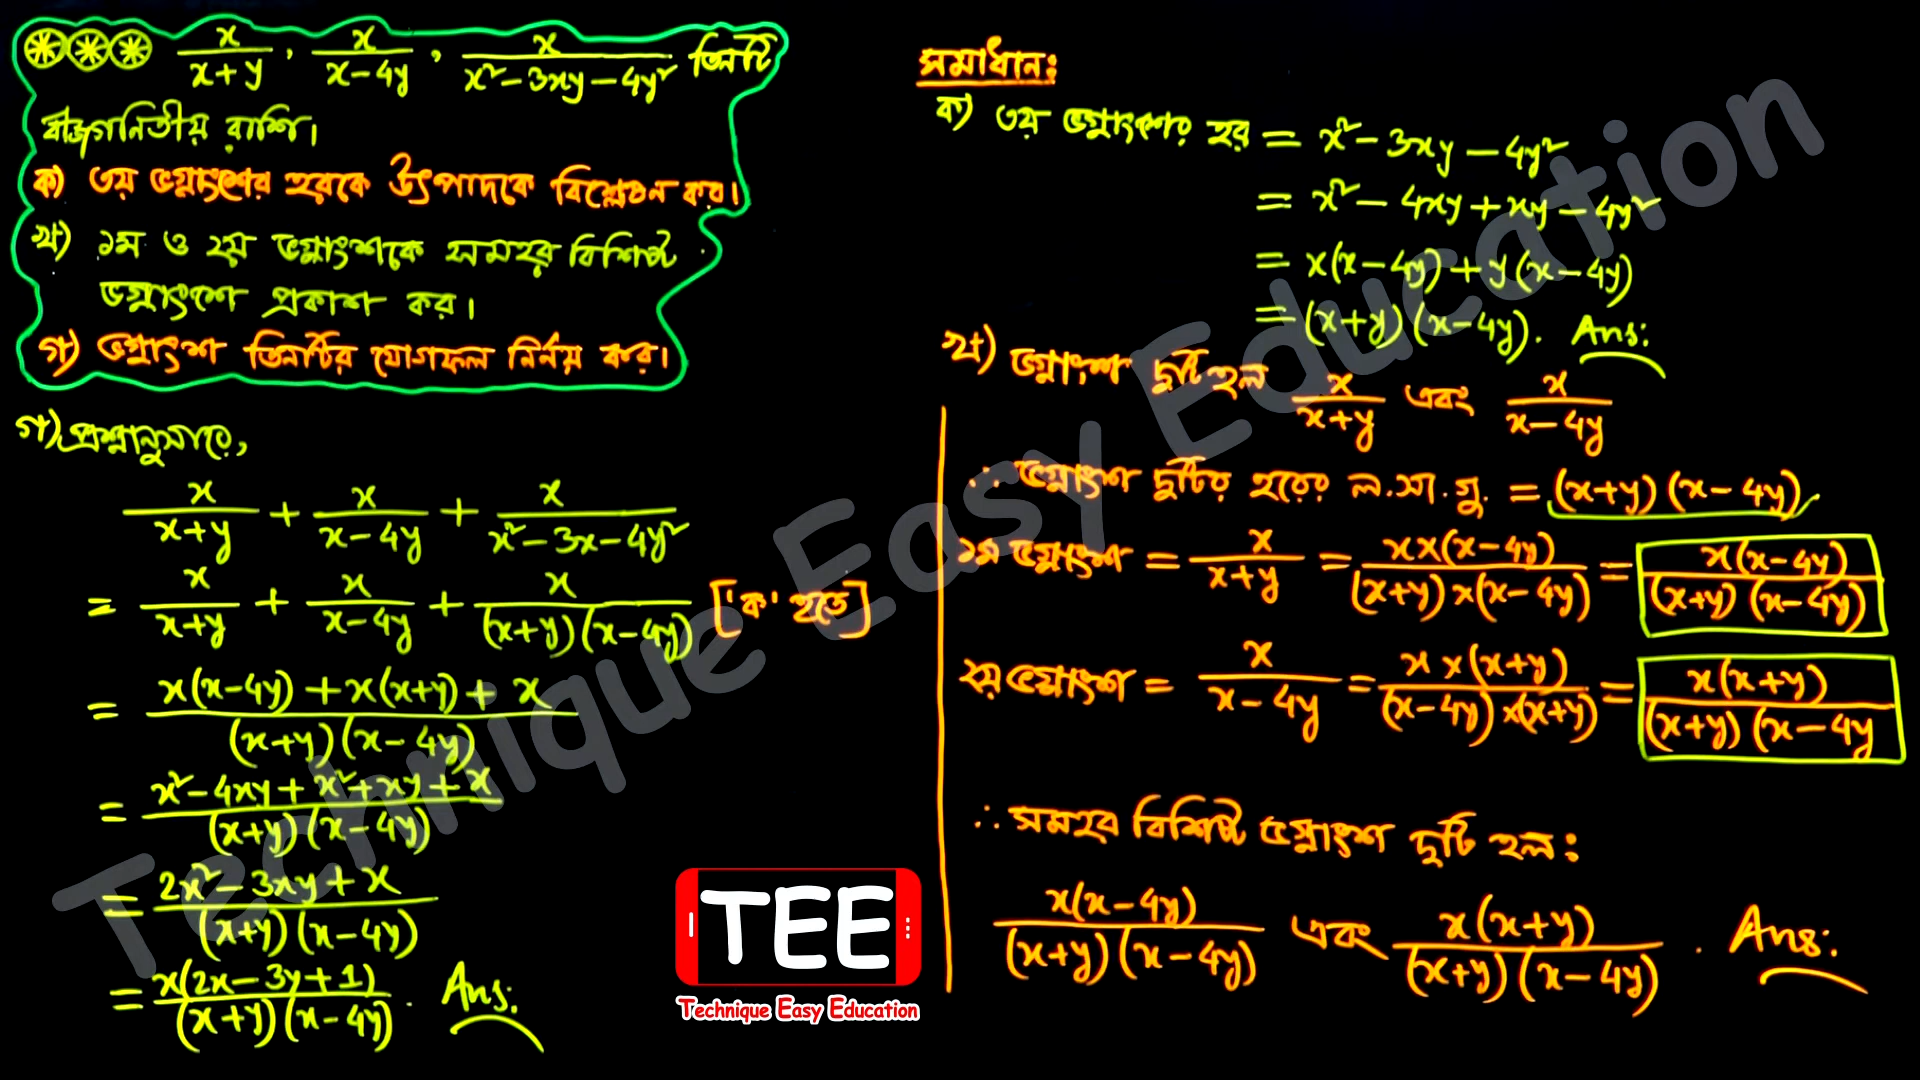 x/(x+y), x/(x-4y), x/(x²-3xy-4y²) তিনটি
বীজগনিতীয় রাশি।
ক) ৩য় ভগ্নাংশের হরকে উৎপাদকে বিশ্লেষন কর।
খ) ১ম ও ২য় ভগ্নাংশকে সমহর বিশিষ্ট
ভগ্নাংশে প্রকাশ কর।
গ) ভগ্নাংশ তিনটির যোগফল নির্নয় কর।
গ) প্রশ্নানুসারে,
x/(x+y) + x/(x-4y) + x/(x²-3x-4y²)
= x/(x+y) + x/(x-4y) + x/((x+y)(x-4y)) ['ক' হতে]
= (x(x-4y)+x(x+y)+x)/((x+y)(x-4y))
= (x²-4xy+x²+xy+x)/((x+y)(x-4y))
= (2x²-3xy+x)/((x+y)(x-4y))
= x(2x-3y+1)/((x+y)(x-4y)). Ans:
সমাধান:
ক) ৩য় ভগ্নাংশের হর = x²-3xy-4y²
= x²-4xy+xy-4y²
= x(x-4y)+y(x-4y)
= (x+y)(x-4y). Ans:
খ) ভগ্নাংশ দুটি হল x/(x+y) এবং x/(x-4y)
∴ ভগ্নাংশ দুটির হরের ল.সা.গু. = (x+y)(x-4y)
১ম ভগ্নাংশ = x/(x+y) = x×(x-4y)/((x+y)×(x-4y)) = x(x-4y)/((x+y)(x-4y))
২য় ভগ্নাংশ = x/(x-4y) = x×(x+y)/((x-4y)×(x+y)) = x(x+y)/((x+y)(x-4y
∴ সমহর বিশিষ্ট ভগ্নাংশ দুটি হল:
x(x-4y)/((x+y)(x-4y)) এবং x(x+y)/((x+y)(x-4y)). Ans:
TEE
Technique Easy Education
Technique Easy Education